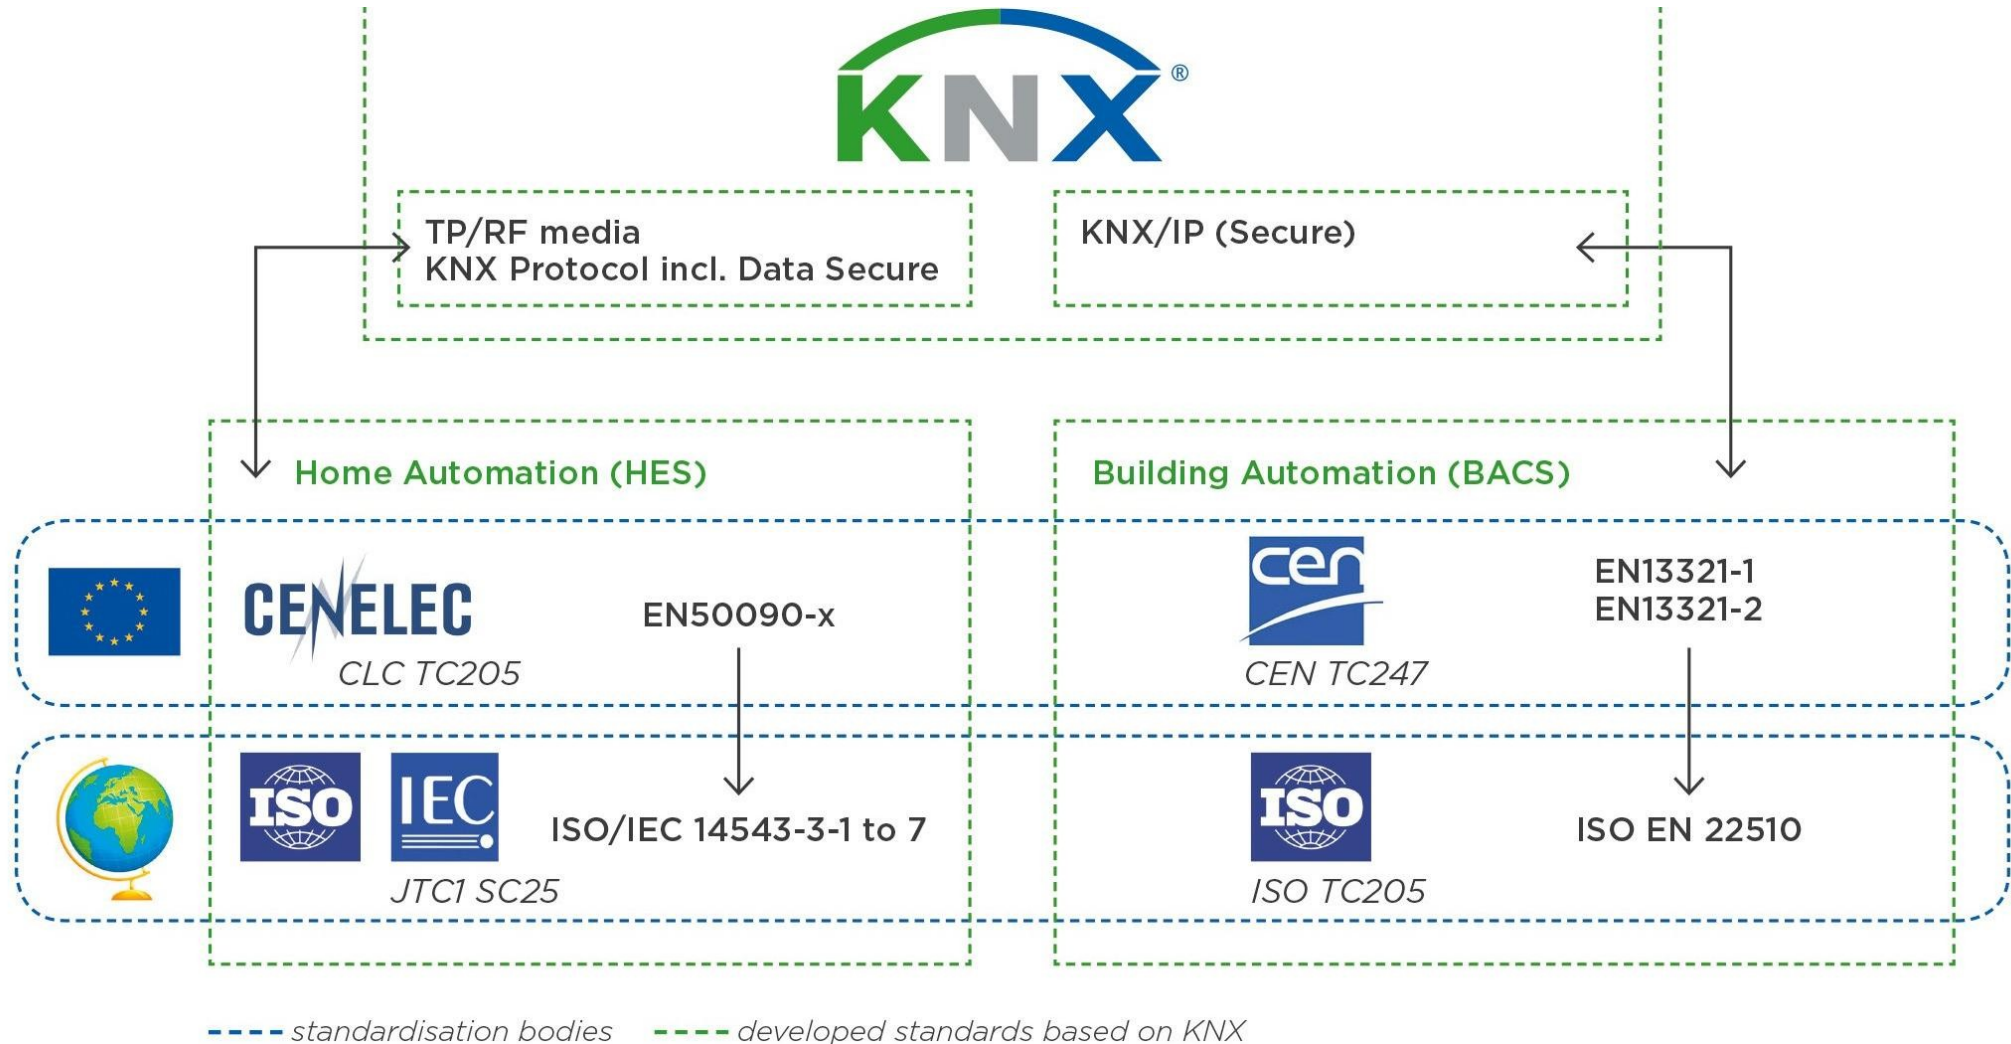 KNX®
TP/RF media
KNX Protocol incl. Data Secure
KNX/IP (Secure)
Home Automation (HES)
Building Automation (BACS)
CENELEC
CLC TC205
EN50090-x
cen
CEN TC247
EN13321-1
EN13321-2
ISO
IEC
JTC1 SC25
ISO/IEC 14543-3-1 to 7
ISO
ISO TC205
ISO EN 22510
standardisation bodies
developed standards based on KNX